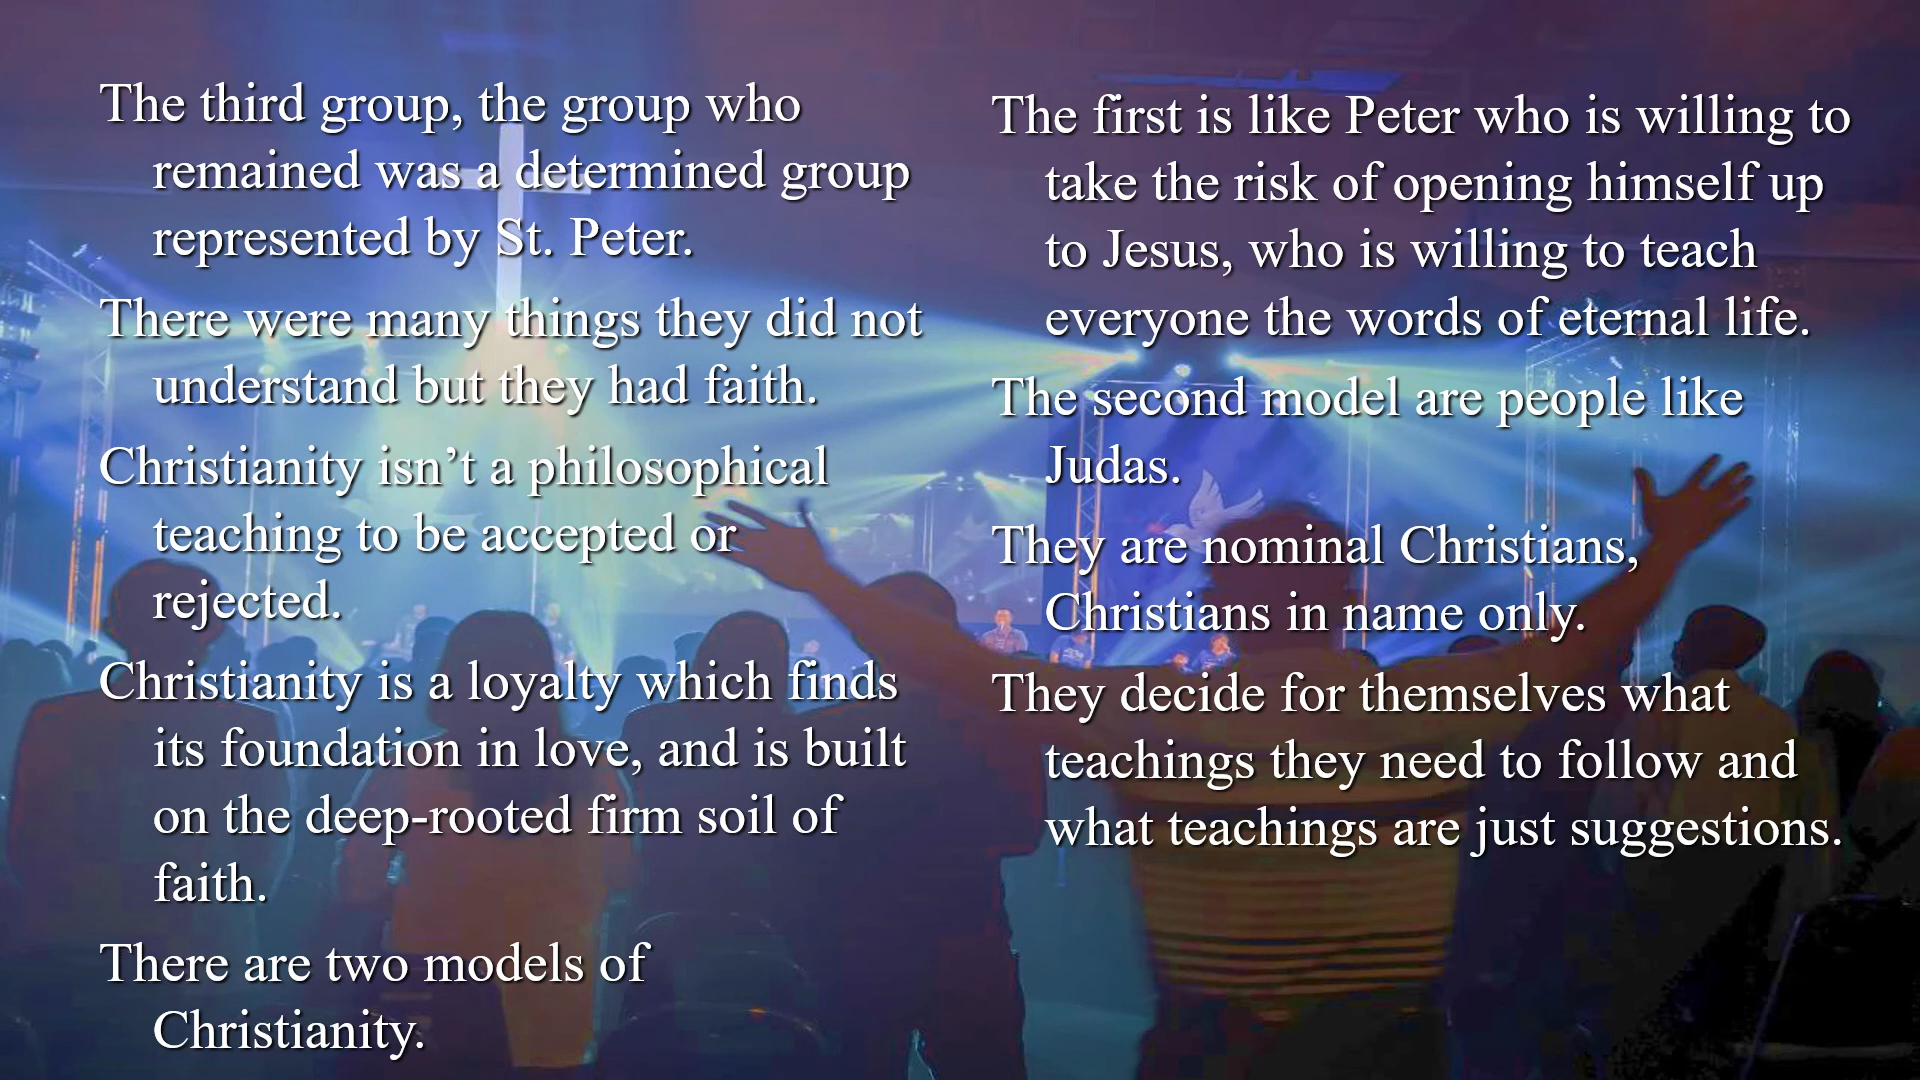 The third group, the group who
remained was a determined group
represented by St. Peter.
There were many things they did not
understand but they had faith.
Christianity isn’t a philosophical
teaching to be accepted or
rejected.
Christianity is a loyalty which finds
its foundation in love, and is built
on the deep-rooted firm soil of
faith.
There are two models of
Christianity.
The first is like Peter who is willing to
take the risk of opening himself up
to Jesus, who is willing to teach
everyone the words of eternal life.
The second model are people like
Judas.
They are nominal Christians,
Christians in name only.
They decide for themselves what
teachings they need to follow and
what teachings are just suggestions.